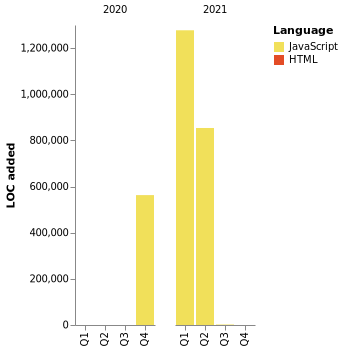 2020 2021
Language
JavaScript
HTML
LOC added
1,200,000
1,000,000
800,000
600,000
400,000
200,000
0
Q1 Q2 Q3 Q4 Q1 Q2 Q3 Q4